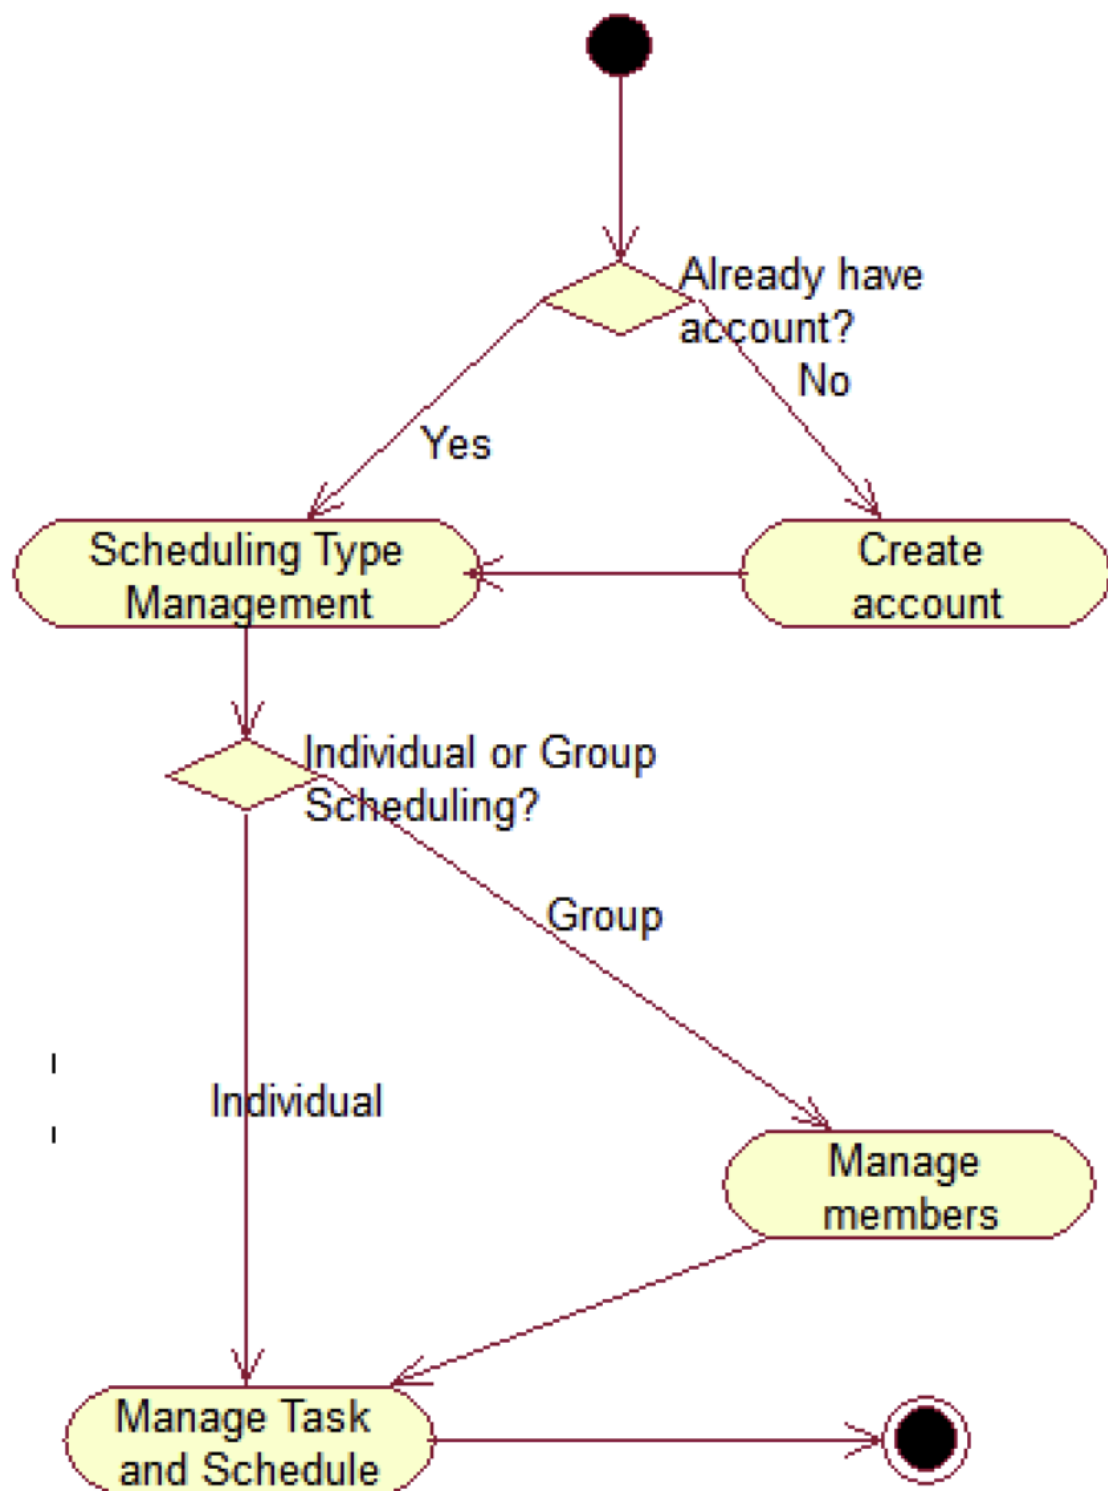 Already have
account?
No
Yes
Scheduling Type
Management
Create
account
Individual or Group
Scheduling?
Group
Individual
Manage
members
Manage Task
and Schedule